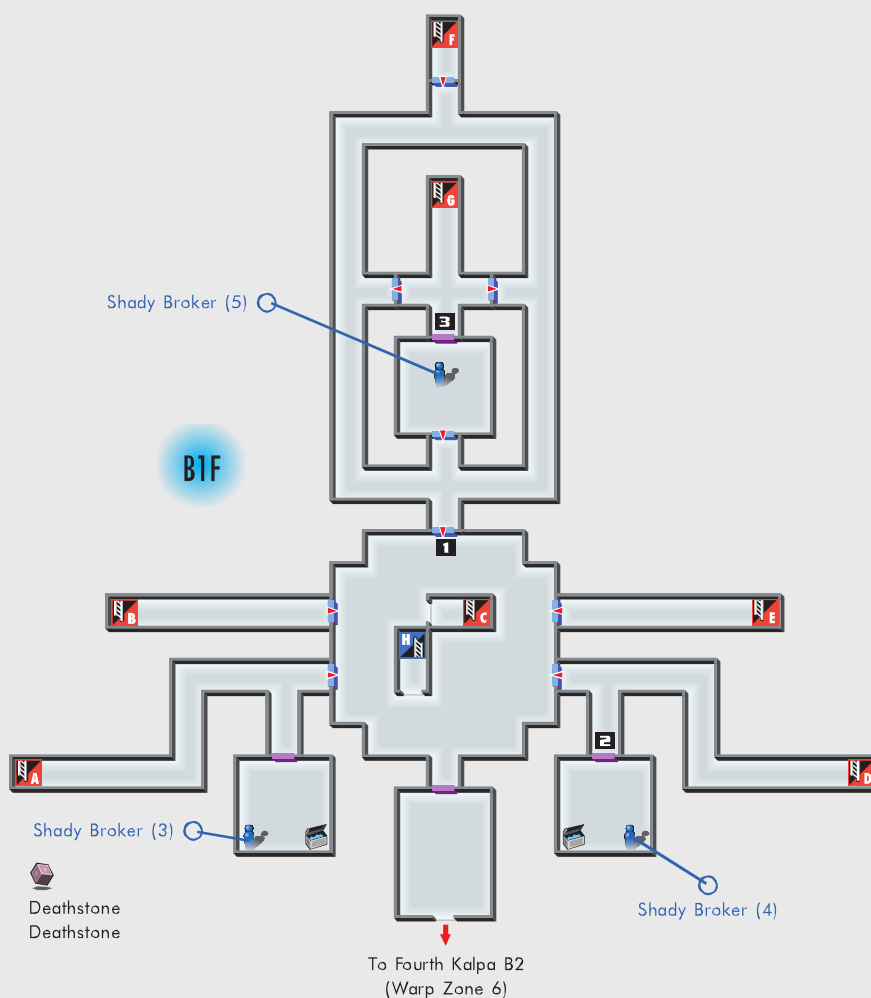 F
G
Shady Broker (5)
3
B1F
1
B
C
E
H
2
A
D
Shady Broker (3)
Shady Broker (4)
Deathstone
Deathstone
To Fourth Kalpa B2
(Warp Zone 6)